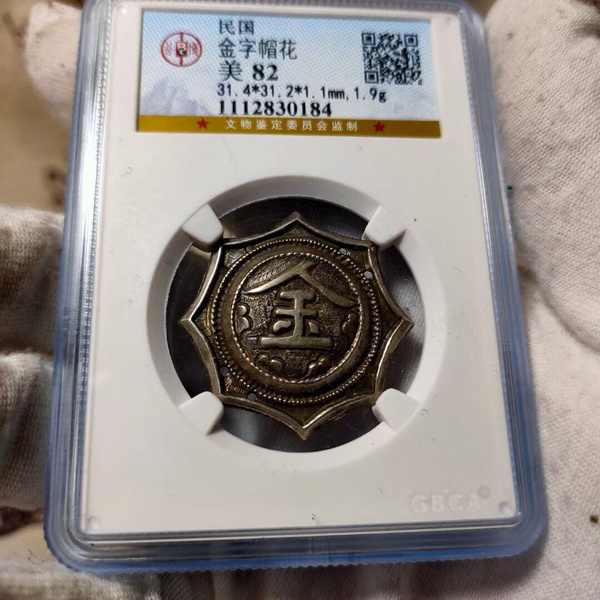 民国
金字帽花
美 82
31.4*31.2*1.1mm,1.9g
1112830184
文物鉴定委员会监制
金
GBCA